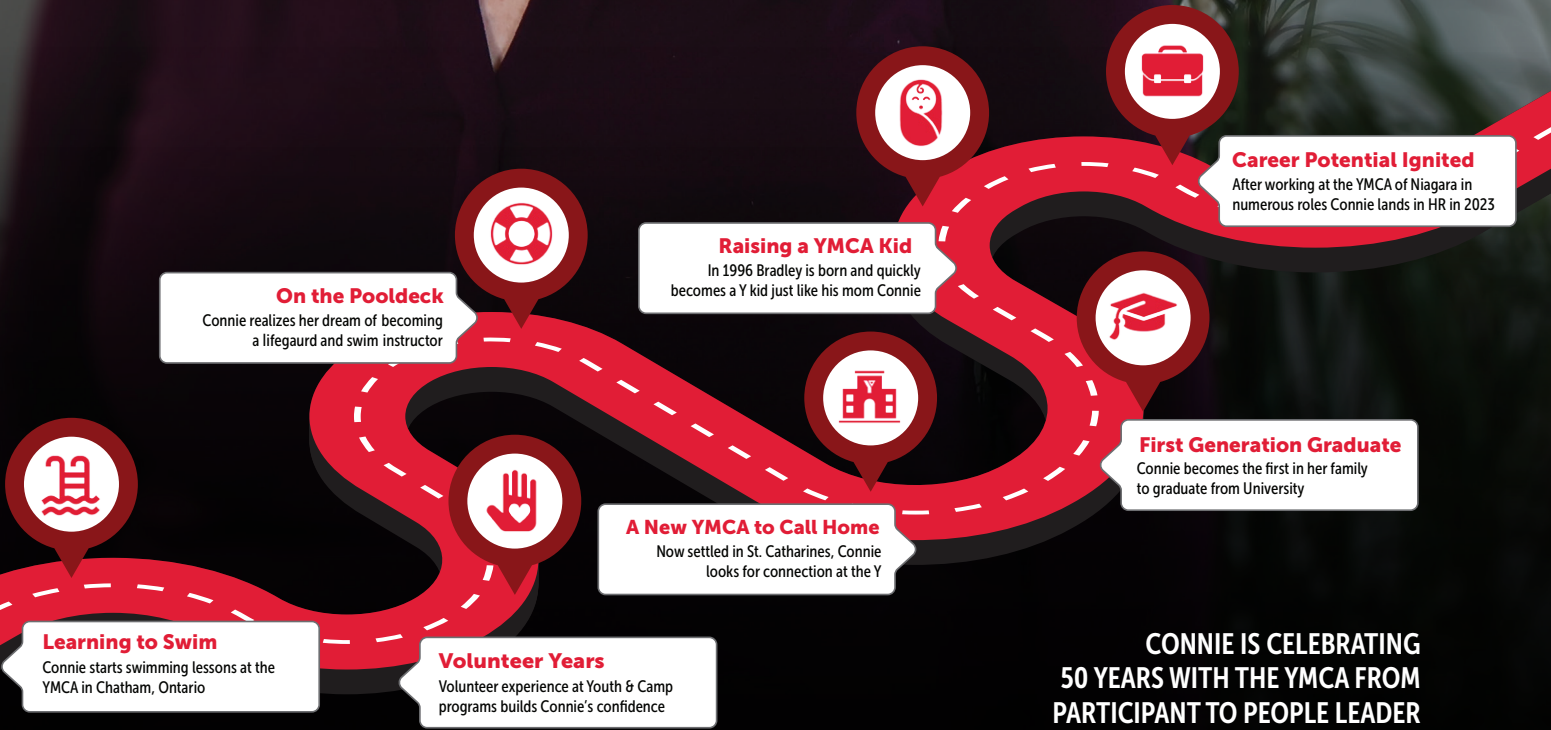 Learning to Swim
Connie starts swimming lessons at the
YMCA in Chatham, Ontario
Volunteer Years
Volunteer experience at Youth & Camp
programs builds Connie's confidence
On the Pooldeck
Connie realizes her dream of becoming
a lifegaurd and swim instructor
A New YMCA to Call Home
Now settled in St. Catharines, Connie
looks for connection at the Y
First Generation Graduate
Connie becomes the first in her family
to graduate from University
Raising a YMCA Kid
In 1996 Bradley is born and quickly
becomes a Y kid just like his mom Connie
Career Potential Ignited
After working at the YMCA of Niagara in
numerous roles Connie lands in HR in 2023
CONNIE IS CELEBRATING
50 YEARS WITH THE YMCA FROM
PARTICIPANT TO PEOPLE LEADER